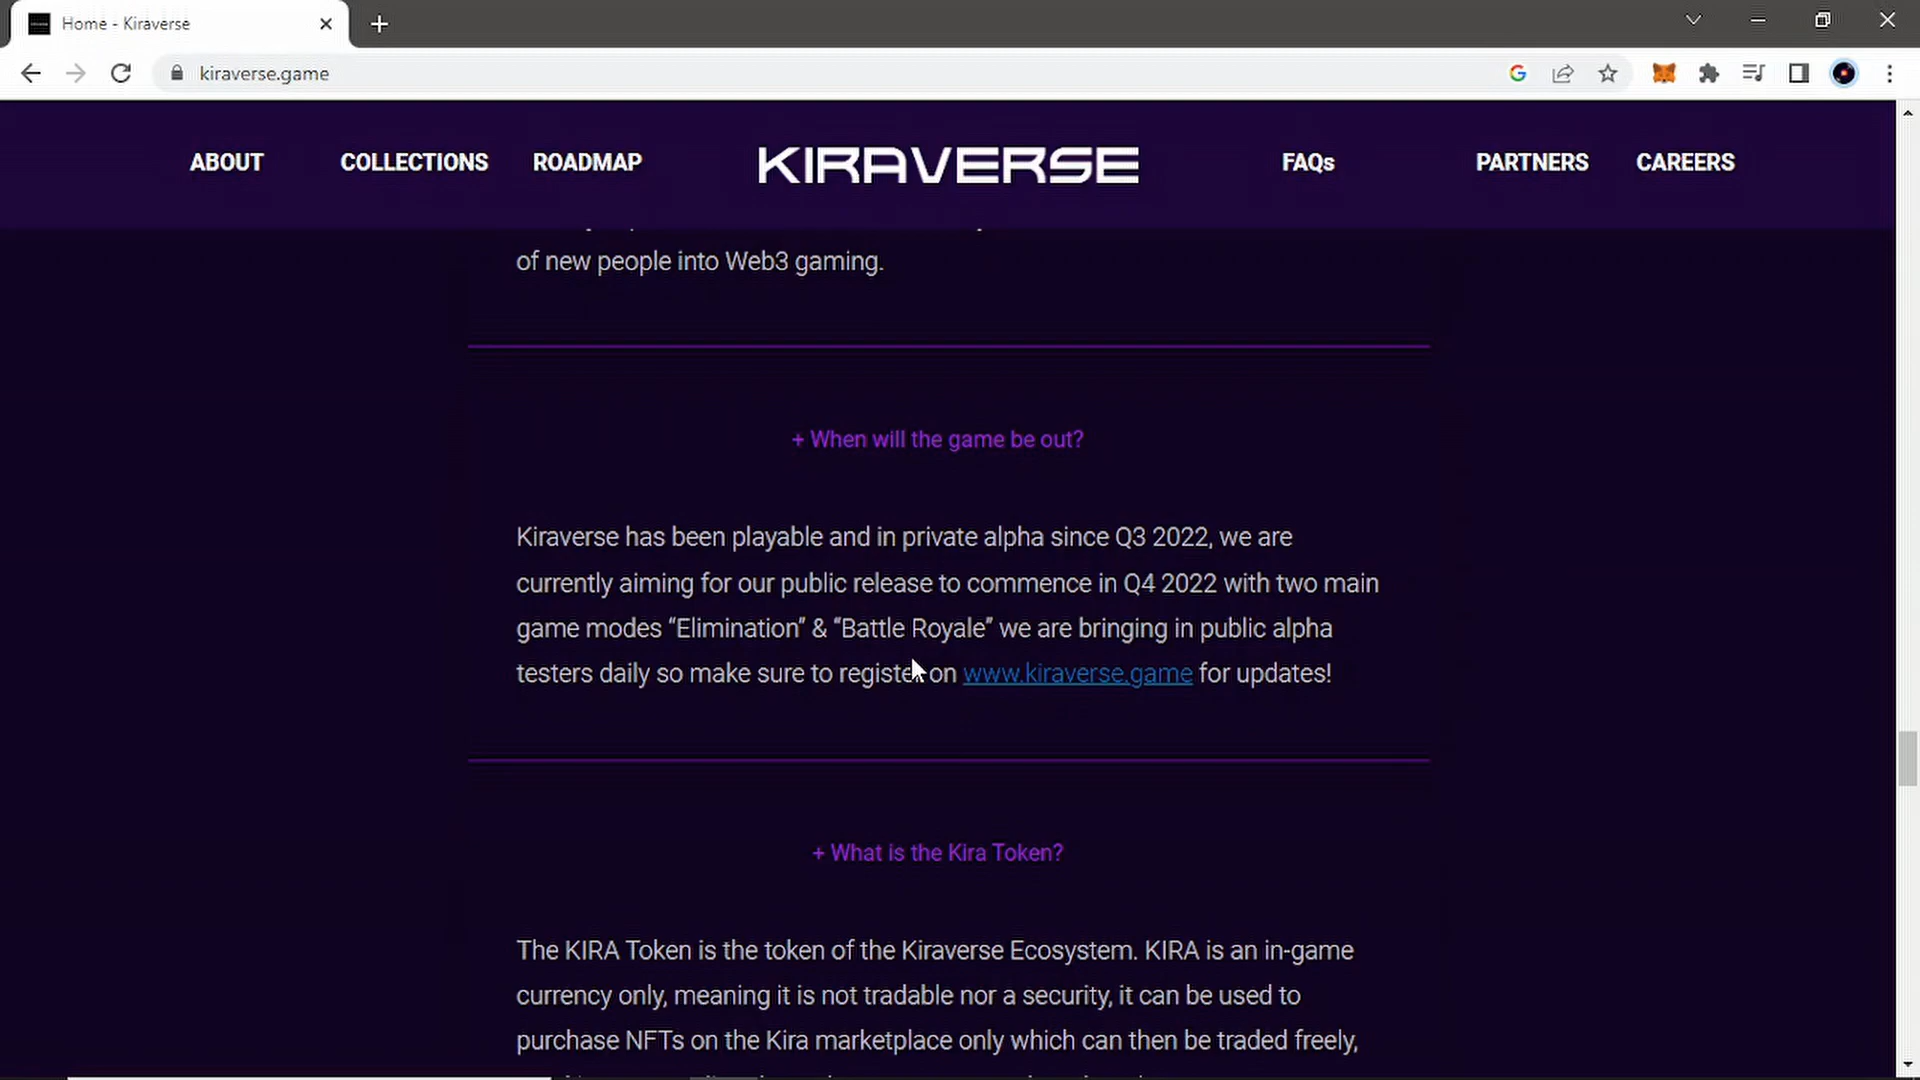 Home - Kiraverse
kiraverse.game
ABOUT COLLECTIONS ROADMAP KIRAVERSE FAQs PARTNERS CAREERS
of new people into Web3 gaming.
+ When will the game be out?
Kiraverse has been playable and in private alpha since Q3 2022, we are
currently aiming for our public release to commence in Q4 2022 with two main
game modes “Elimination” & “Battle Royale” we are bringing in public alpha
testers daily so make sure to register on www.kiraverse.game for updates!
+ What is the Kira Token?
The KIRA Token is the token of the Kiraverse Ecosystem. KIRA is an in-game
currency only, meaning it is not tradable nor a security, it can be used to
purchase NFTs on the Kira marketplace only which can then be traded freely,